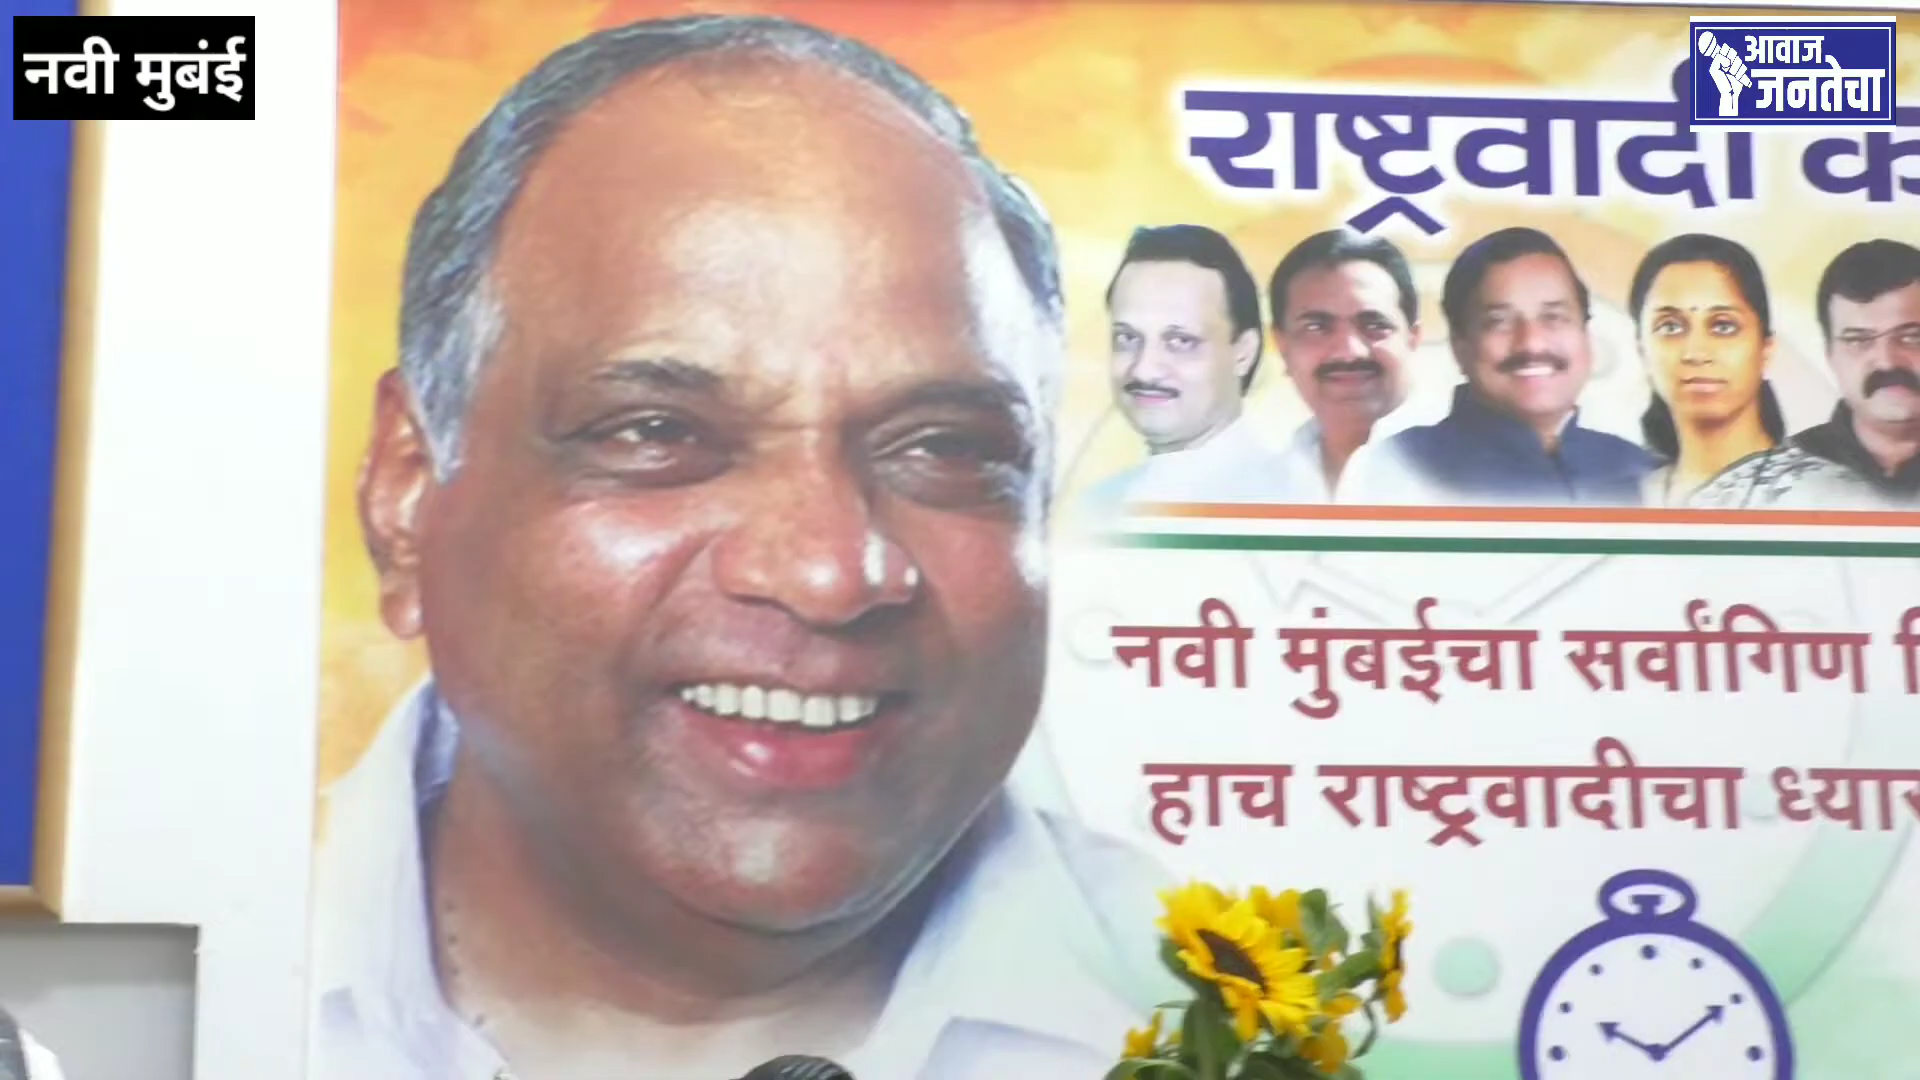 नवी मुबंई
आवाज
जनतेचा
राष्ट्रवादी
नवी मुंबईचा सर्वांगिण
हाच राष्ट्रवादीचा